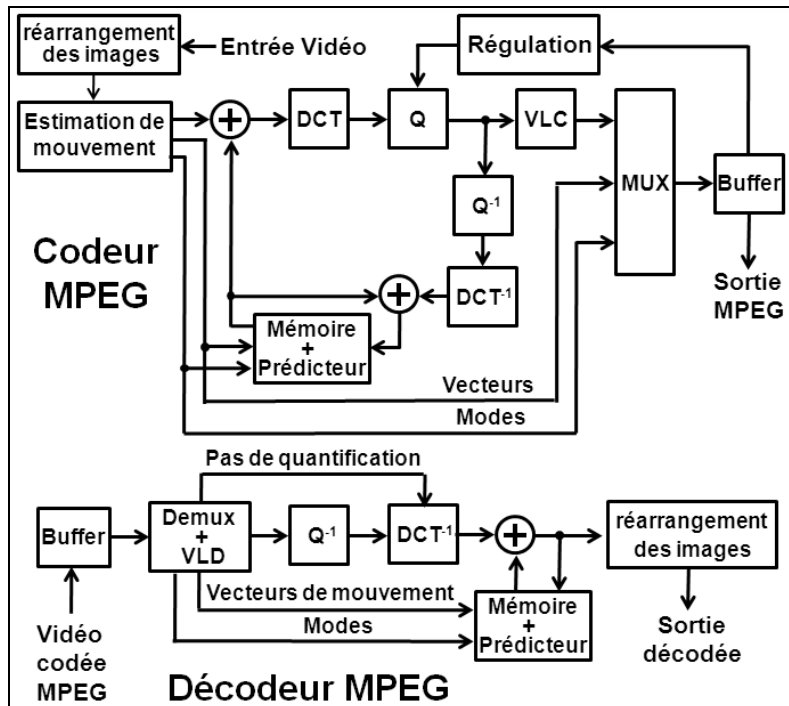 réarrangement
des images
Entrée Vidéo
Régulation
Estimation de
mouvement
DCT
Q
VLC
MUX
Buffer
Q-1
DCT-1
Codeur
MPEG
Mémoire
+
Prédicteur
Sortie
MPEG
Vecteurs
Modes
Pas de quantification
Buffer
Demux
+
VLD
Q-1
DCT-1
réarrangement
des images
Vecteurs de mouvement
Modes
Mémoire
+
Prédicteur
Vidéo
codée
MPEG
Sortie
décodée
Décodeur MPEG